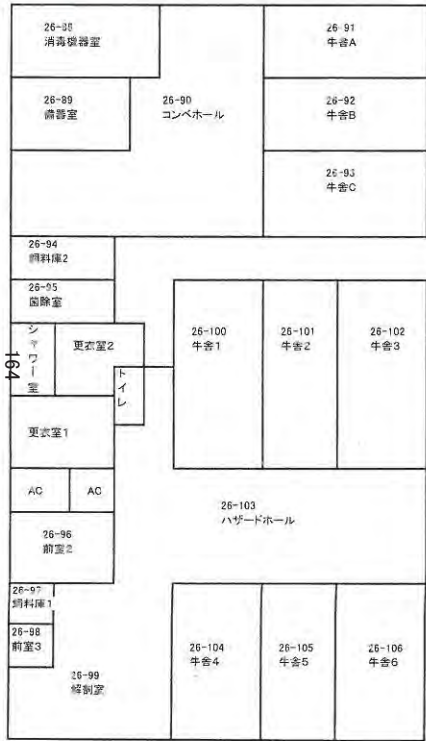 26-88
消毒機器室
26-91
牛舎A
26-89
備器室
26-90
コンベホール
26-92
牛舎B
26-93
牛舎C
26-94
飼料庫2
26-95
歯除室
シャワー室
更衣室2
トイレ
164
26-100
牛舎1
26-101
牛舎2
26-102
牛舎3
更衣室1
AC
AC
26-103
ハザードホール
26-96
前室2
26-97
飼料庫1
26-98
前室3
26-99
解剖室
26-104
牛舎4
26-105
牛舎5
26-106
牛舎6